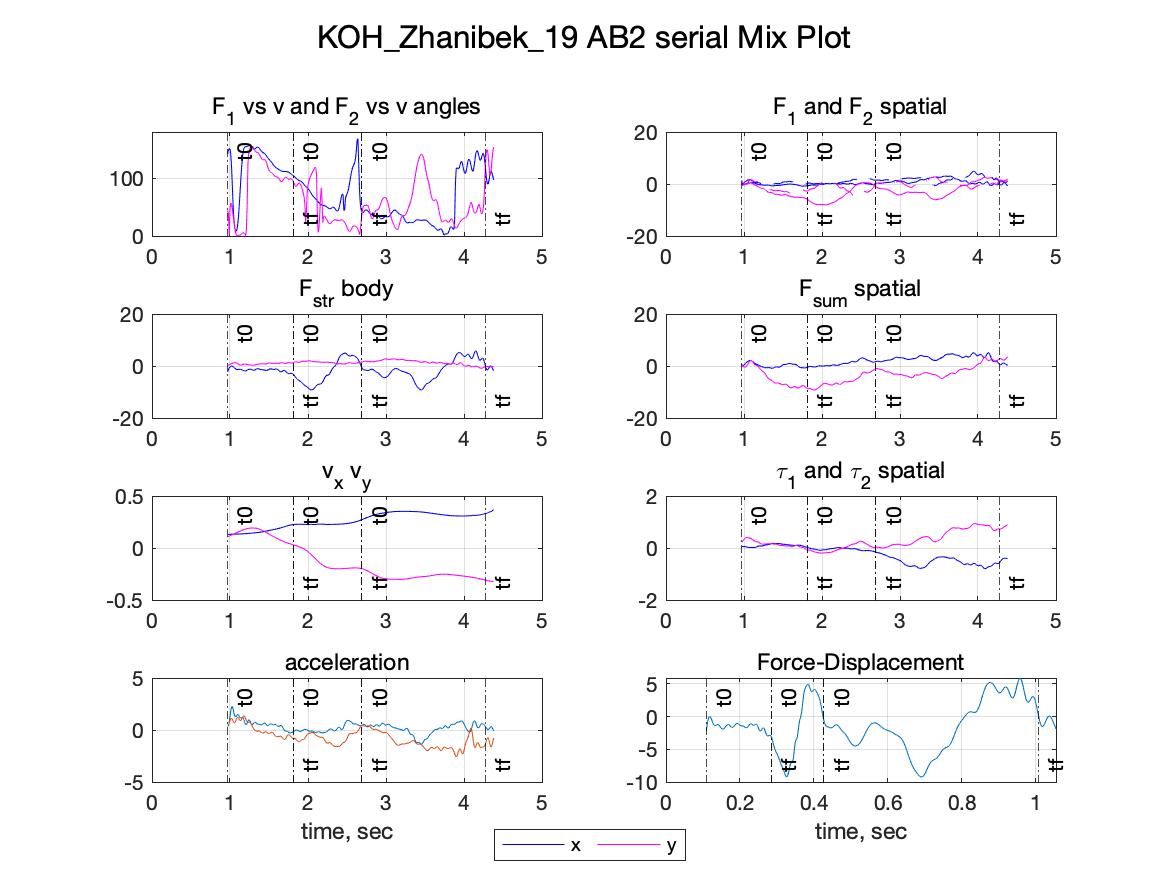 KOH_Zhanibek_19 AB2 serial Mix Plot
F1 vs v and F2 vs v angles
100
0
t0 t0 t0
tf tf tf
0 1 2 3 4 5
F1 and F2 spatial
20
0
-20
t0 t0 t0
tf tf tf
0 1 2 3 4 5
Fstr body
20
0
-20
t0 t0 t0
tf tf tf
0 1 2 3 4 5
Fsum spatial
20
0
-20
t0 t0 t0
tf tf tf
0 1 2 3 4 5
vx vy
0.5
0
-0.5
t0 t0 t0
tf tf tf
0 1 2 3 4 5
τ1 and τ2 spatial
2
0
-2
t0 t0 t0
tf tf tf
0 1 2 3 4 5
acceleration
5
0
-5
t0 t0 t0
tf tf tf
0 1 2 3 4 5
time, sec
Force-Displacement
5
0
-5
-10
t0 t0 t0
tf tf tf
0 0.2 0.4 0.6 0.8 1
time, sec
x y